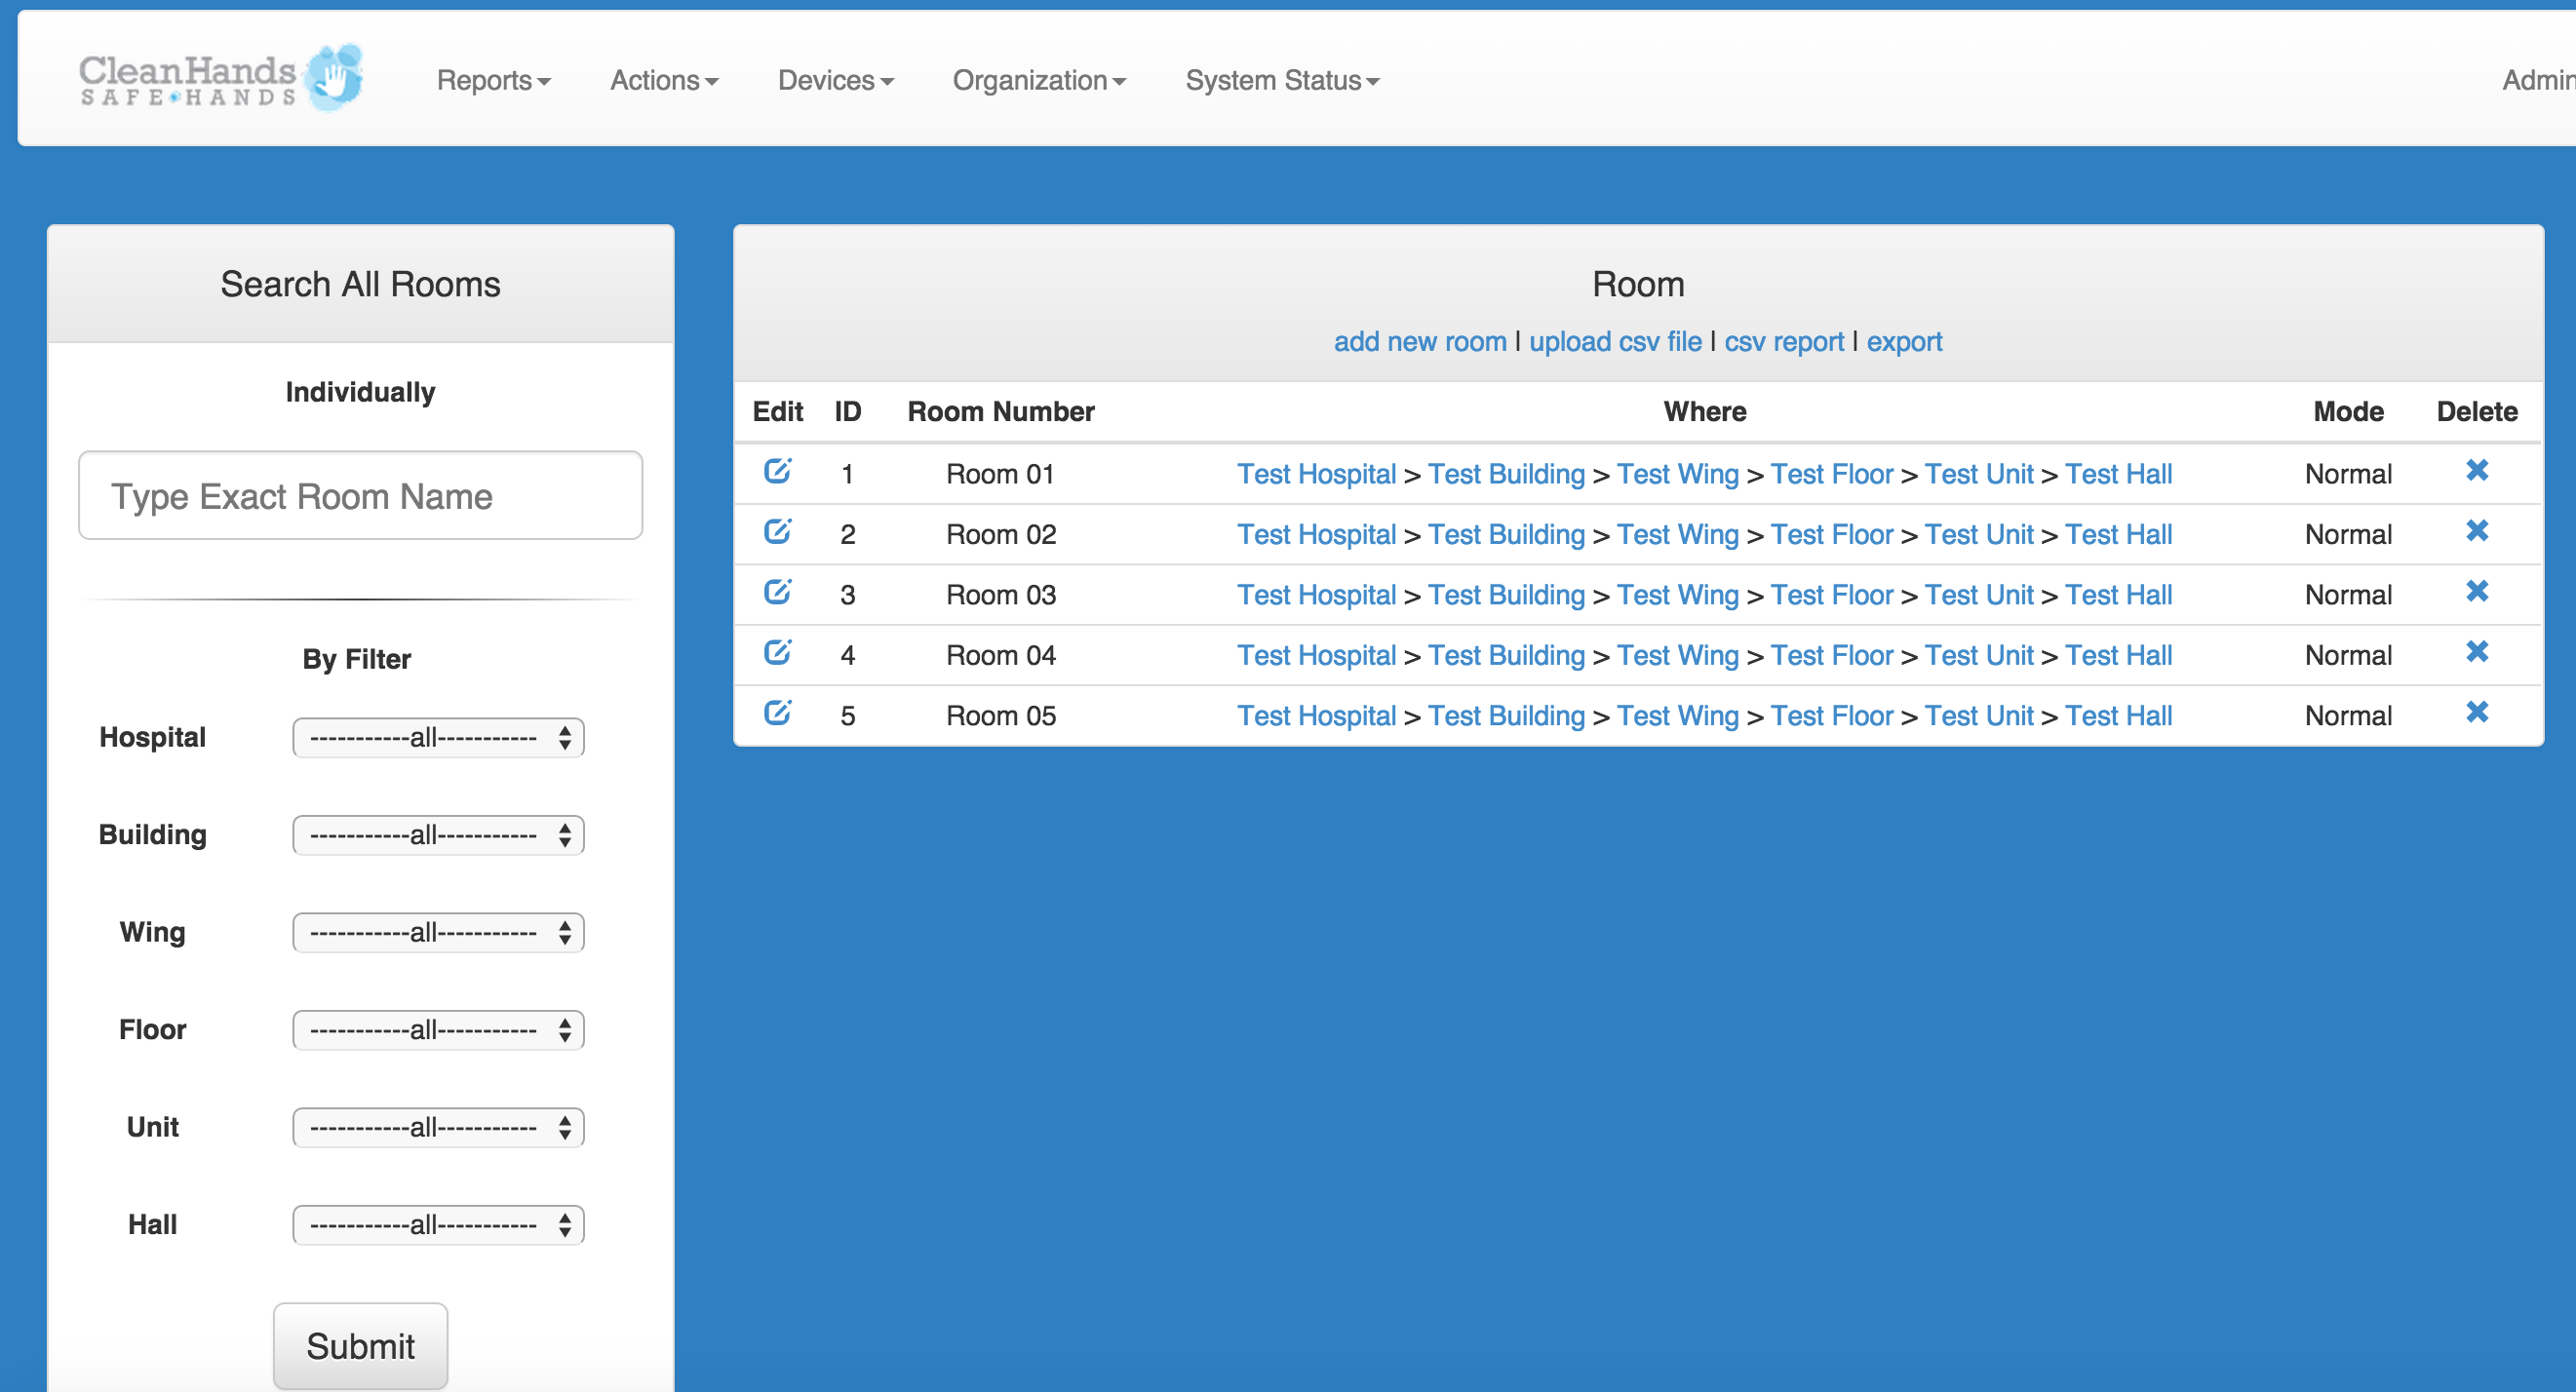 CleanHands
SAFE HANDS
Reports Actions Devices Organization System Status Admin
Search All Rooms
Individually
Type Exact Room Name
By Filter
Hospital -----------all-----------
Building -----------all-----------
Wing -----------all-----------
Floor -----------all-----------
Unit -----------all-----------
Hall -----------all-----------
Submit
Room
add new room | upload csv file | csv report | export
Edit ID Room Number Where Mode Delete
1 Room 01 Test Hospital > Test Building > Test Wing > Test Floor > Test Unit > Test Hall Normal
2 Room 02 Test Hospital > Test Building > Test Wing > Test Floor > Test Unit > Test Hall Normal
3 Room 03 Test Hospital > Test Building > Test Wing > Test Floor > Test Unit > Test Hall Normal
4 Room 04 Test Hospital > Test Building > Test Wing > Test Floor > Test Unit > Test Hall Normal
5 Room 05 Test Hospital > Test Building > Test Wing > Test Floor > Test Unit > Test Hall Normal